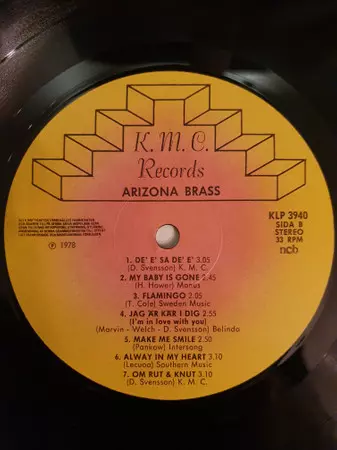 K. M. C.
Records
ARIZONA BRASS
KLP 3940
SIDA B
STEREO
33 RPM
ncb
Ⓟ 1978
1. DE' E' SA DE' E' 3.05
(D. Svensson) K. M. C.
2. MY BABY IS GONE 2.45
(H. Hower) Manus
3. FLAMINGO 2.05
(T. Cole) Sweden Music
4. JAG ÄR KÄR I DIG 2.55
(I'm in love with you)
(Marvin - Welch - D. Svensson) Belinda
5. MAKE ME SMILE 2.50
(Pankow) Intersong
6. ALWAY IN MY HEART 3.10
(Lecuoa) Southern Music
7. OM RUT & KNUT 3.10
(D. Svensson) K. M. C.